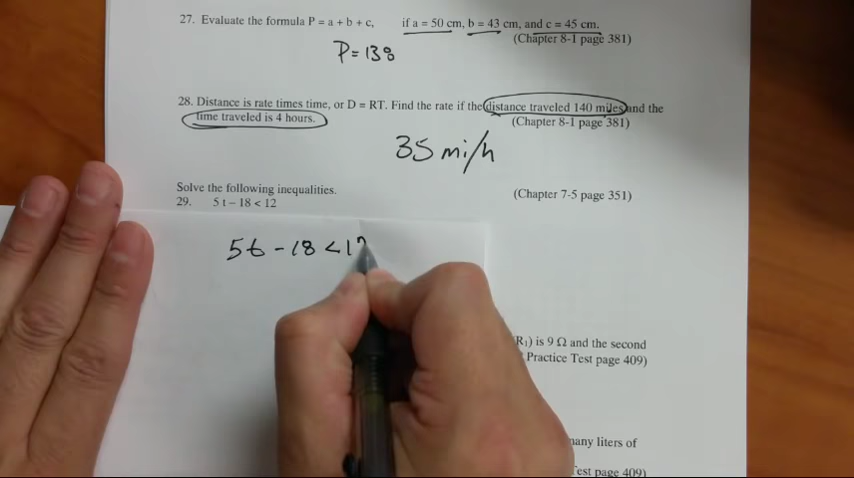 27. Evaluate the formula P = a + b + c, if a = 50 cm, b = 43 cm, and c = 45 cm.
(Chapter 8-1 page 381)
P = 138
28. Distance is rate times time, or D = RT. Find the rate if the distance traveled 140 miles and the
time traveled is 4 hours. (Chapter 8-1 page 381)
35 mi/h
Solve the following inequalities. (Chapter 7-5 page 351)
29. 5 t – 18 < 12
5t - 18 < 12
R₁) is 9 Ω and the second
Practice Test page 409)
many liters of
Test page 409)